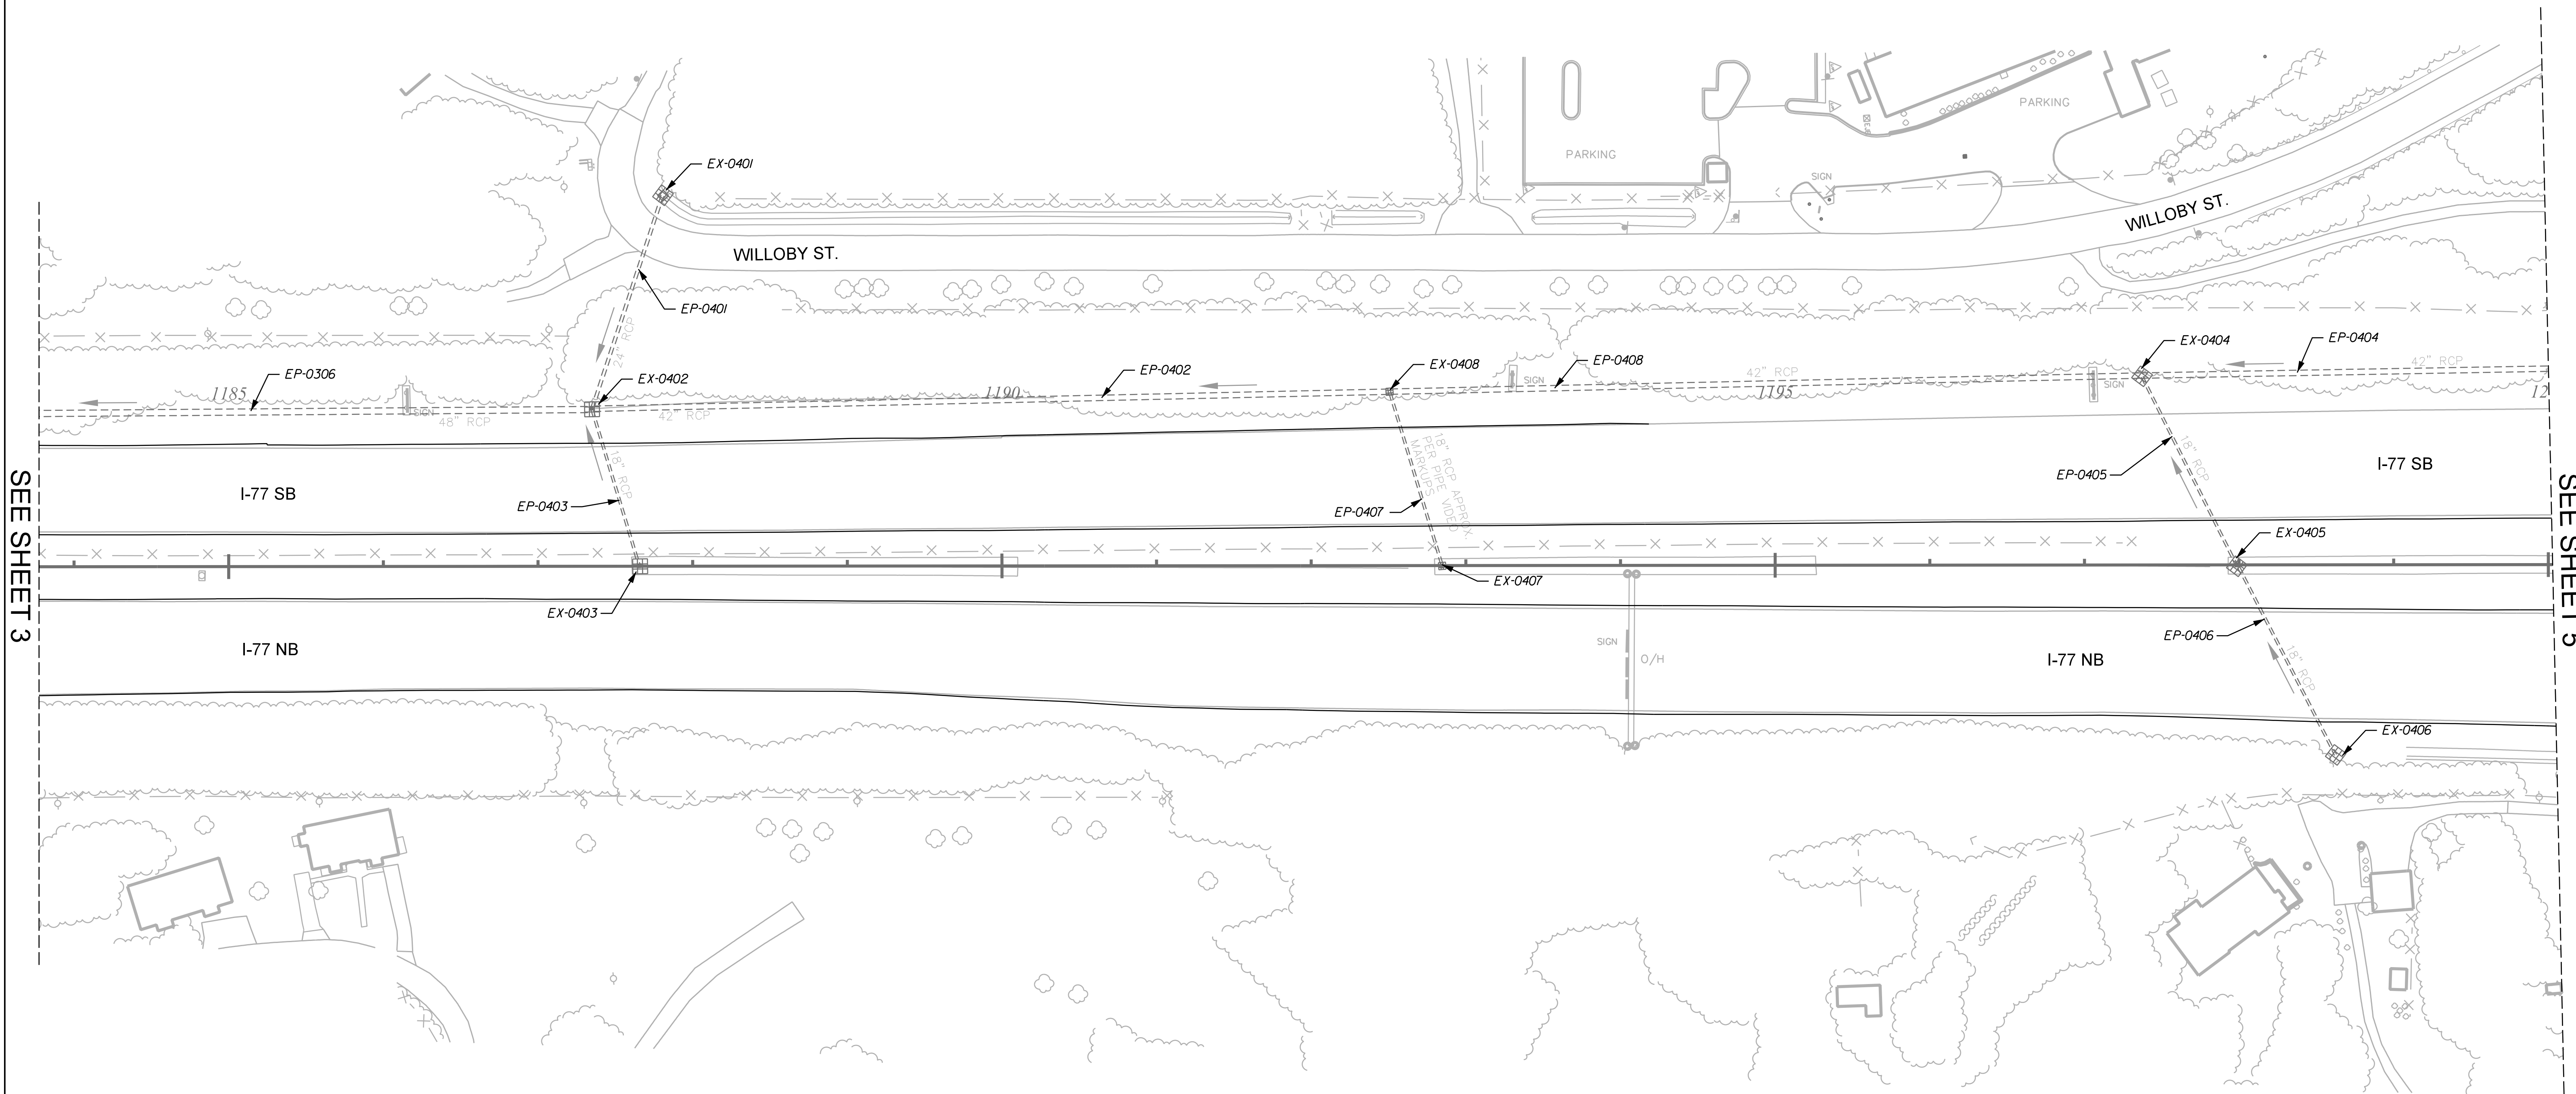 EX-0401
PARKING
PARKING
SIGN
WILLOBY ST.
WILLOBY ST.
EP-0401
24" RCP
EX-0404
EP-0404
42" RCP
EP-0306
EX-0402
EP-0402
EX-0408
EP-0408
SIGN
42" RCP
SIGN
1185
1190
1195
12
SIGN
48" RCP
42" RCP
18" RCP
18" RCP APPROX.
PER PIPE VIDEO
MARKUPS
18" RCP
SEE SHEET 3
I-77 SB
EP-0403
EP-0407
EP-0405
I-77 SB
SEE SHEET 5
EX-0405
EX-0407
EX-0403
I-77 NB
SIGN
O/H
EP-0406
18" RCP
I-77 NB
EX-0406